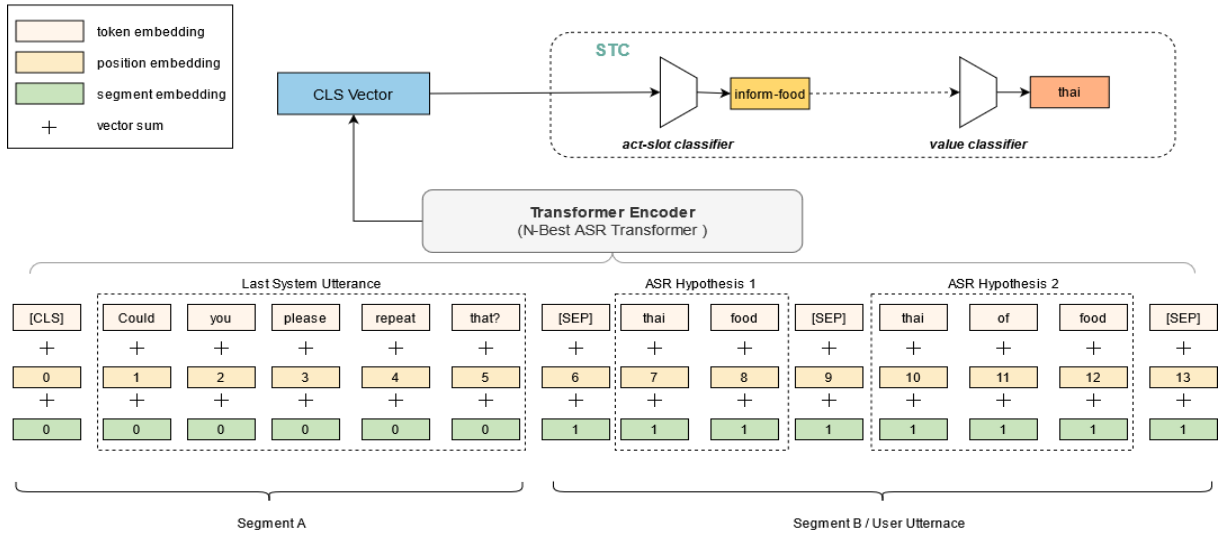 token embedding
position embedding
segment embedding
+ vector sum
STC
CLS Vector
inform-food
thai
act-slot classifier
value classifier
Transformer Encoder
(N-Best ASR Transformer )
Last System Utterance
ASR Hypothesis 1
ASR Hypothesis 2
[CLS] Could you please repeat that? [SEP] thai food [SEP] thai of food [SEP]
+ + + + + + + + + + + + + +
0 1 2 3 4 5 6 7 8 9 10 11 12 13
+ + + + + + + + + + + + + +
0 0 0 0 0 0 1 1 1 1 1 1 1 1
Segment A
Segment B / User Utternace